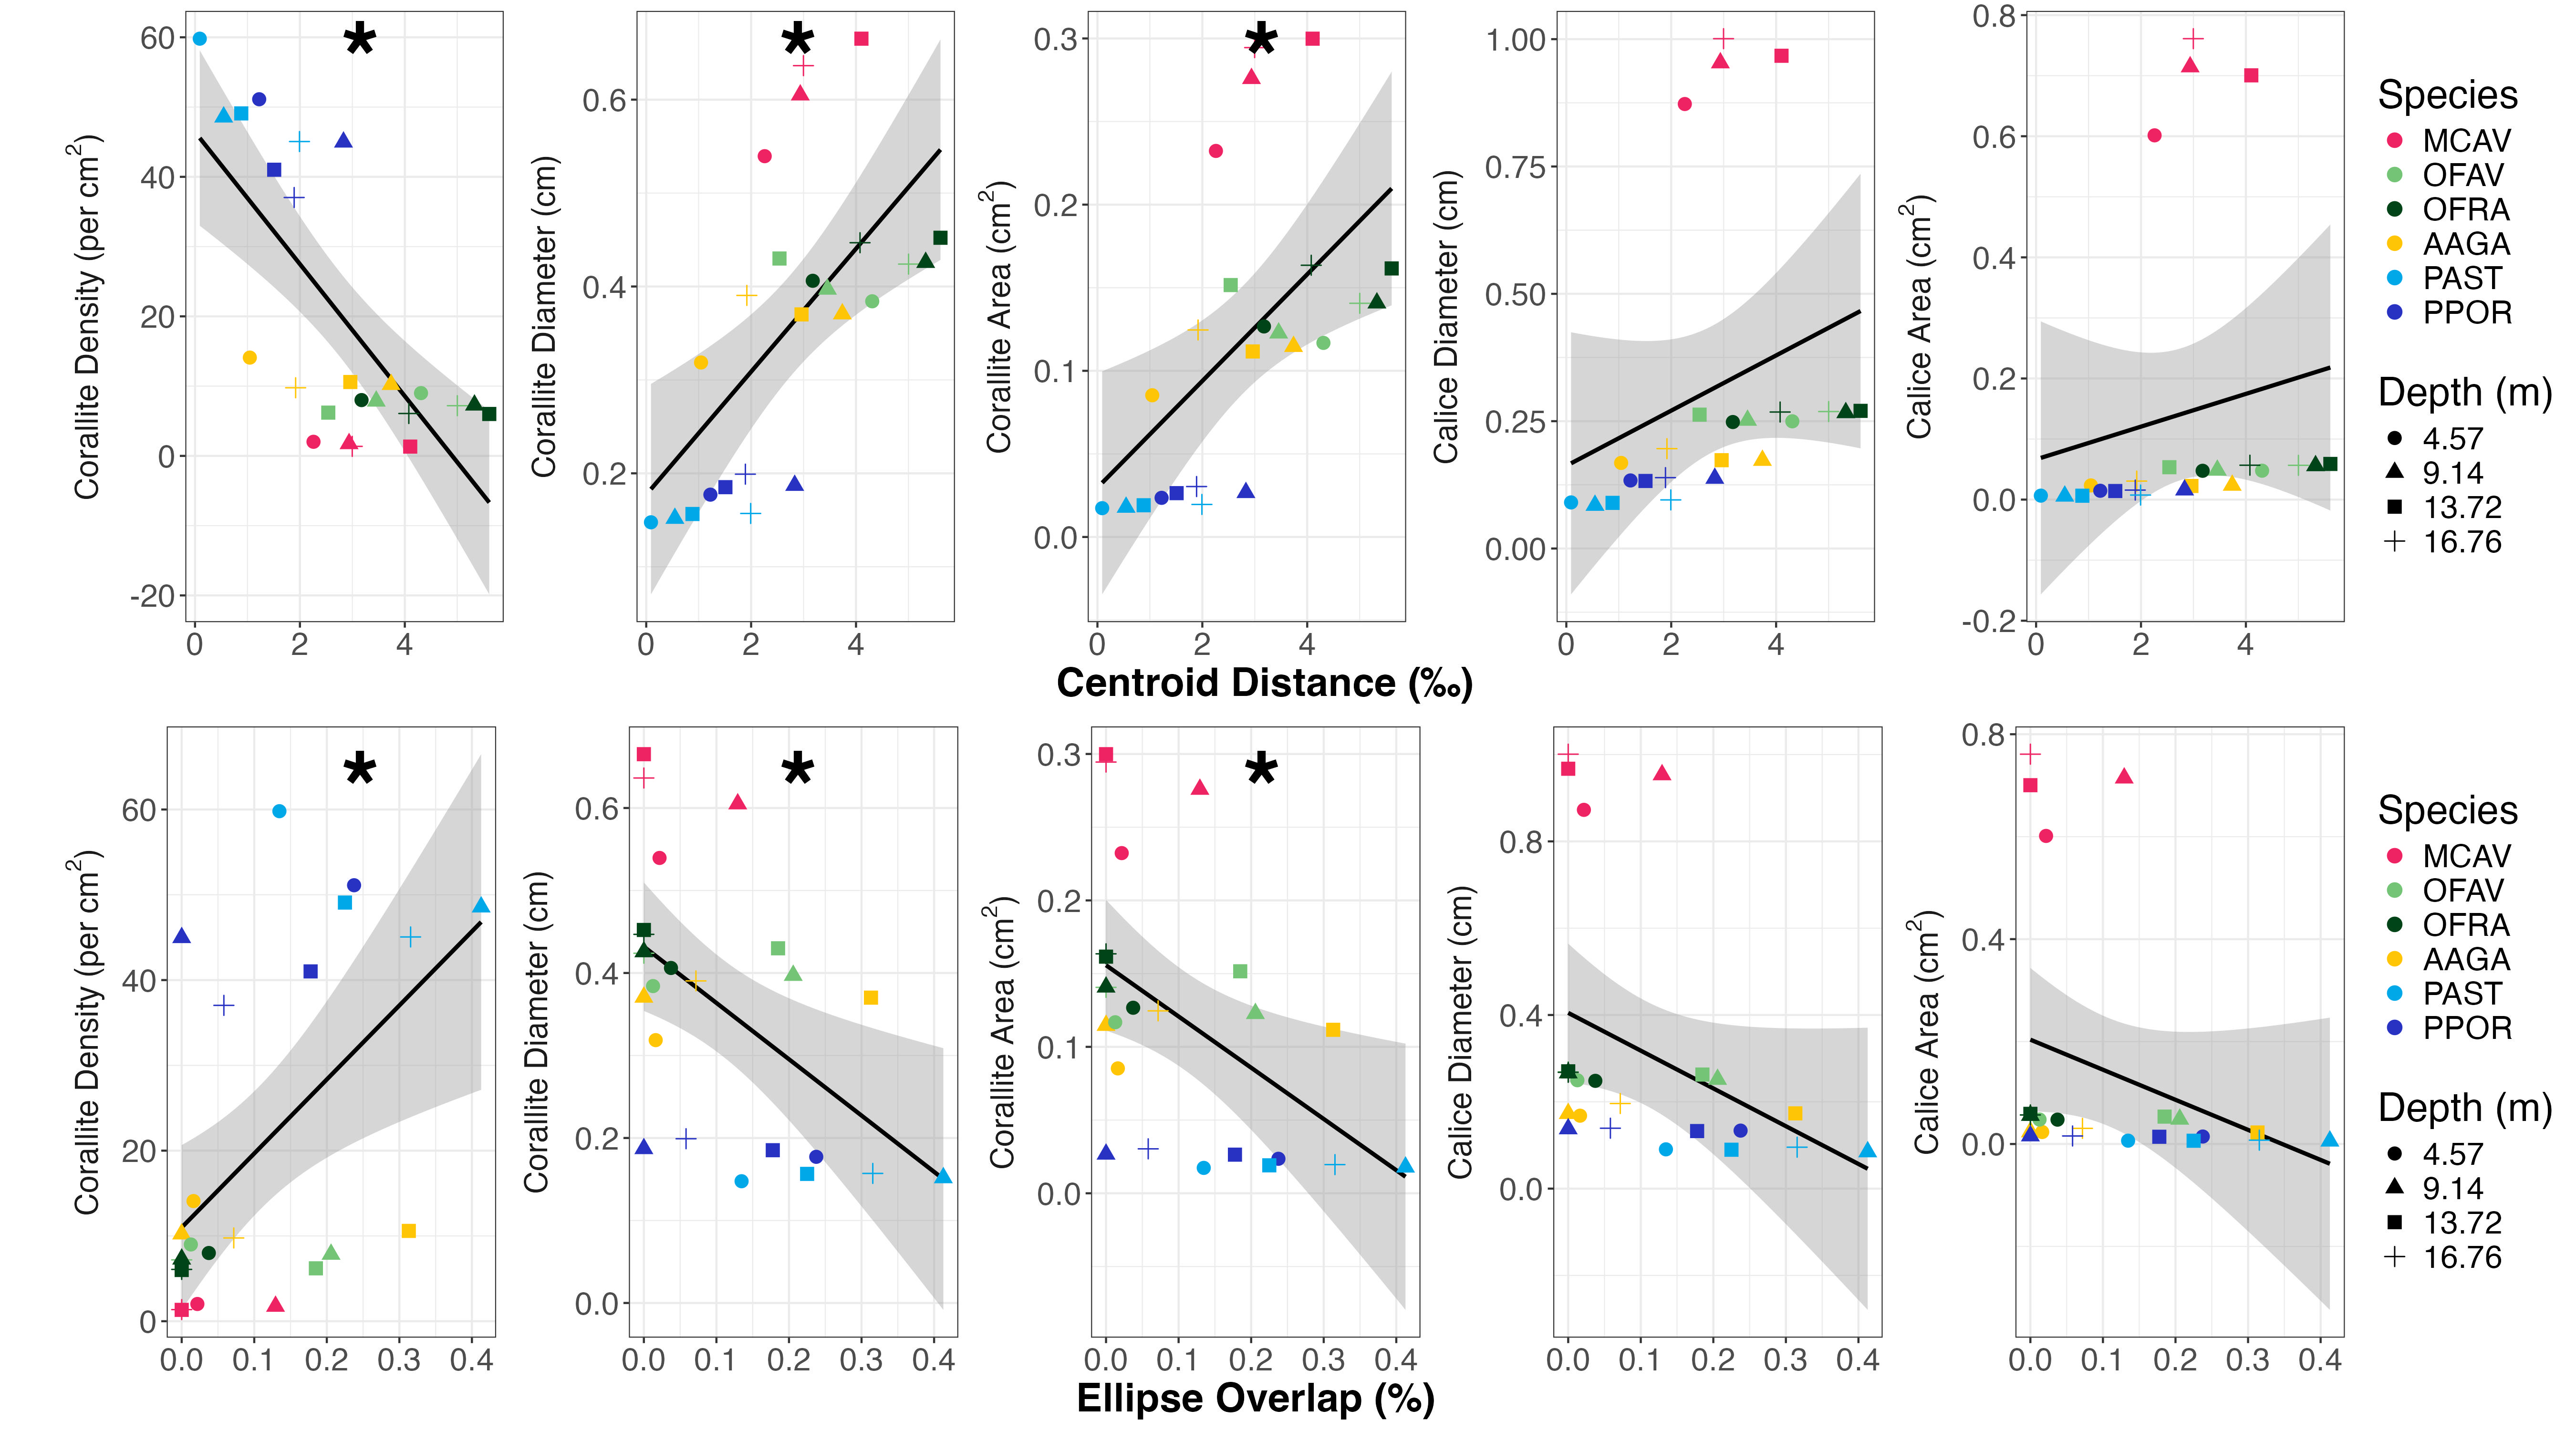 Corallite Density (per cm2)
60
40
20
0
-20
0 2 4
*
Corallite Diameter (cm)
0.6
0.4
0.2
0 2 4
*
Corallite Area (cm2)
0.3
0.2
0.1
0.0
0 2 4
*
Calice Diameter (cm)
1.00
0.75
0.50
0.25
0.00
0 2 4
Calice Area (cm2)
0.8
0.6
0.4
0.2
0.0
-0.2
0 2 4
Centroid Distance (‰)
Species
MCAV
OFAV
OFRA
AAGA
PAST
PPOR
Depth (m)
4.57
9.14
13.72
16.76
Corallite Density (per cm2)
60
40
20
0
0.0 0.1 0.2 0.3 0.4
*
Corallite Diameter (cm)
0.6
0.4
0.2
0.0
0.0 0.1 0.2 0.3 0.4
*
Corallite Area (cm2)
0.3
0.2
0.1
0.0
0.0 0.1 0.2 0.3 0.4
*
Calice Diameter (cm)
0.8
0.4
0.0
0.0 0.1 0.2 0.3 0.4
Calice Area (cm2)
0.8
0.4
0.0
0.0 0.1 0.2 0.3 0.4
Ellipse Overlap (%)
Species
MCAV
OFAV
OFRA
AAGA
PAST
PPOR
Depth (m)
4.57
9.14
13.72
16.76